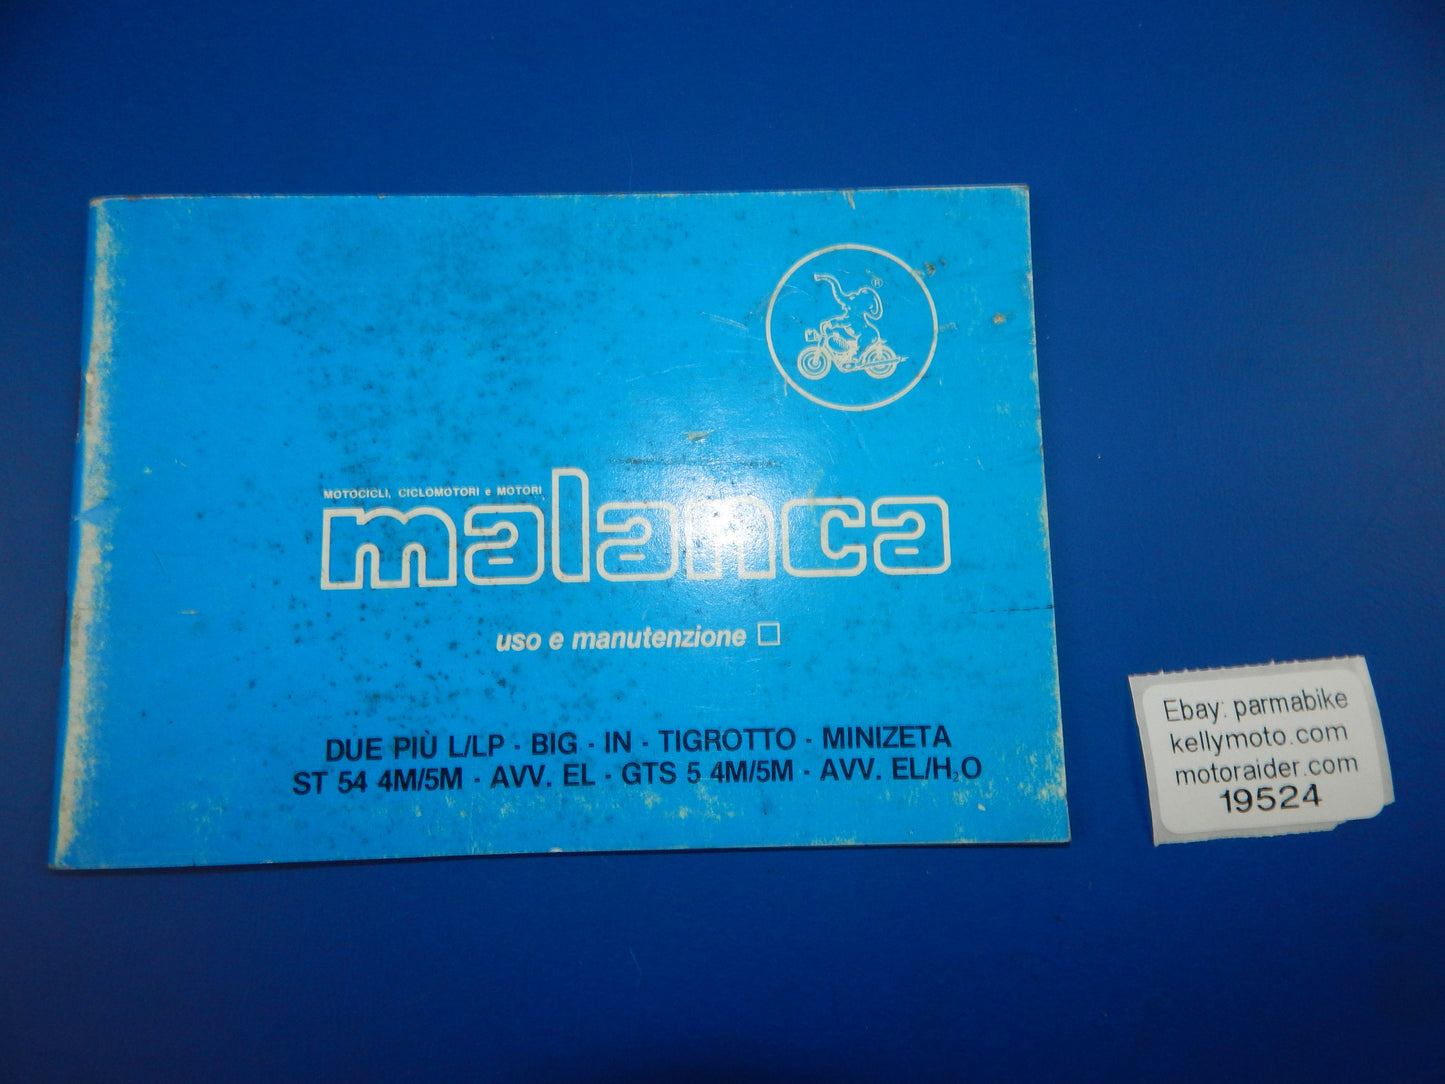 ®
MOTOCICLI, CICLOMOTORI e MOTORI
malanca
uso e manutenzione
DUE PIÙ L/LP - BIG - IN - TIGROTTO - MINIZETA
ST 54 4M/5M - AVV. EL - GTS 5 4M/5M - AVV. EL/H₂O
Ebay: parmabike
kellymoto.com
motoraider.com
19524